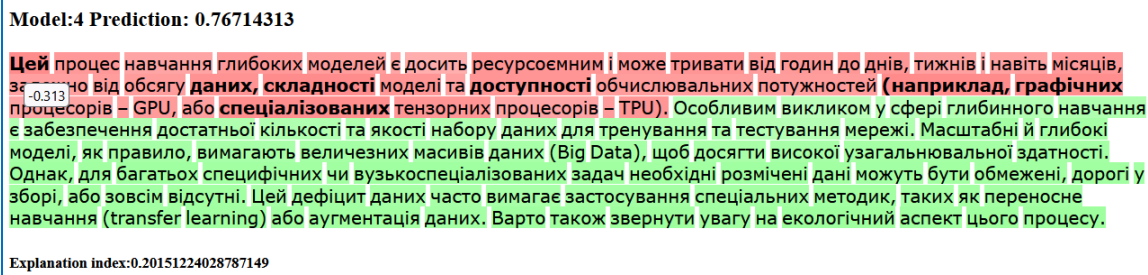 Model:4 Prediction: 0.76714313
Цей процес навчання глибоких моделей є досить ресурсоємним і може тривати від годин до днів, тижнів і навіть місяців,
від обсягу даних, складності моделі та доступності обчислювальних потужностей (наприклад, графічних
-0.313
процесорів – GPU, або спеціалізованих тензорних процесорів – TPU). Особливим викликом у сфері глибинного навчання
є забезпечення достатньої кількості та якості набору даних для тренування та тестування мережі. Масштабні й глибокі
моделі, як правило, вимагають величезних масивів даних (Big Data), щоб досягти високої узагальнювальної здатності.
Однак, для багатьох специфічних чи вузькоспеціалізованих задач необхідні розмічені дані можуть бути обмежені, дорогі у
зборі, або зовсім відсутні. Цей дефіцит даних часто вимагає застосування спеціальних методик, таких як переносне
навчання (transfer learning) або аугментація даних. Варто також звернути увагу на екологічний аспект цього процесу.
Explanation index:0.20151224028787149